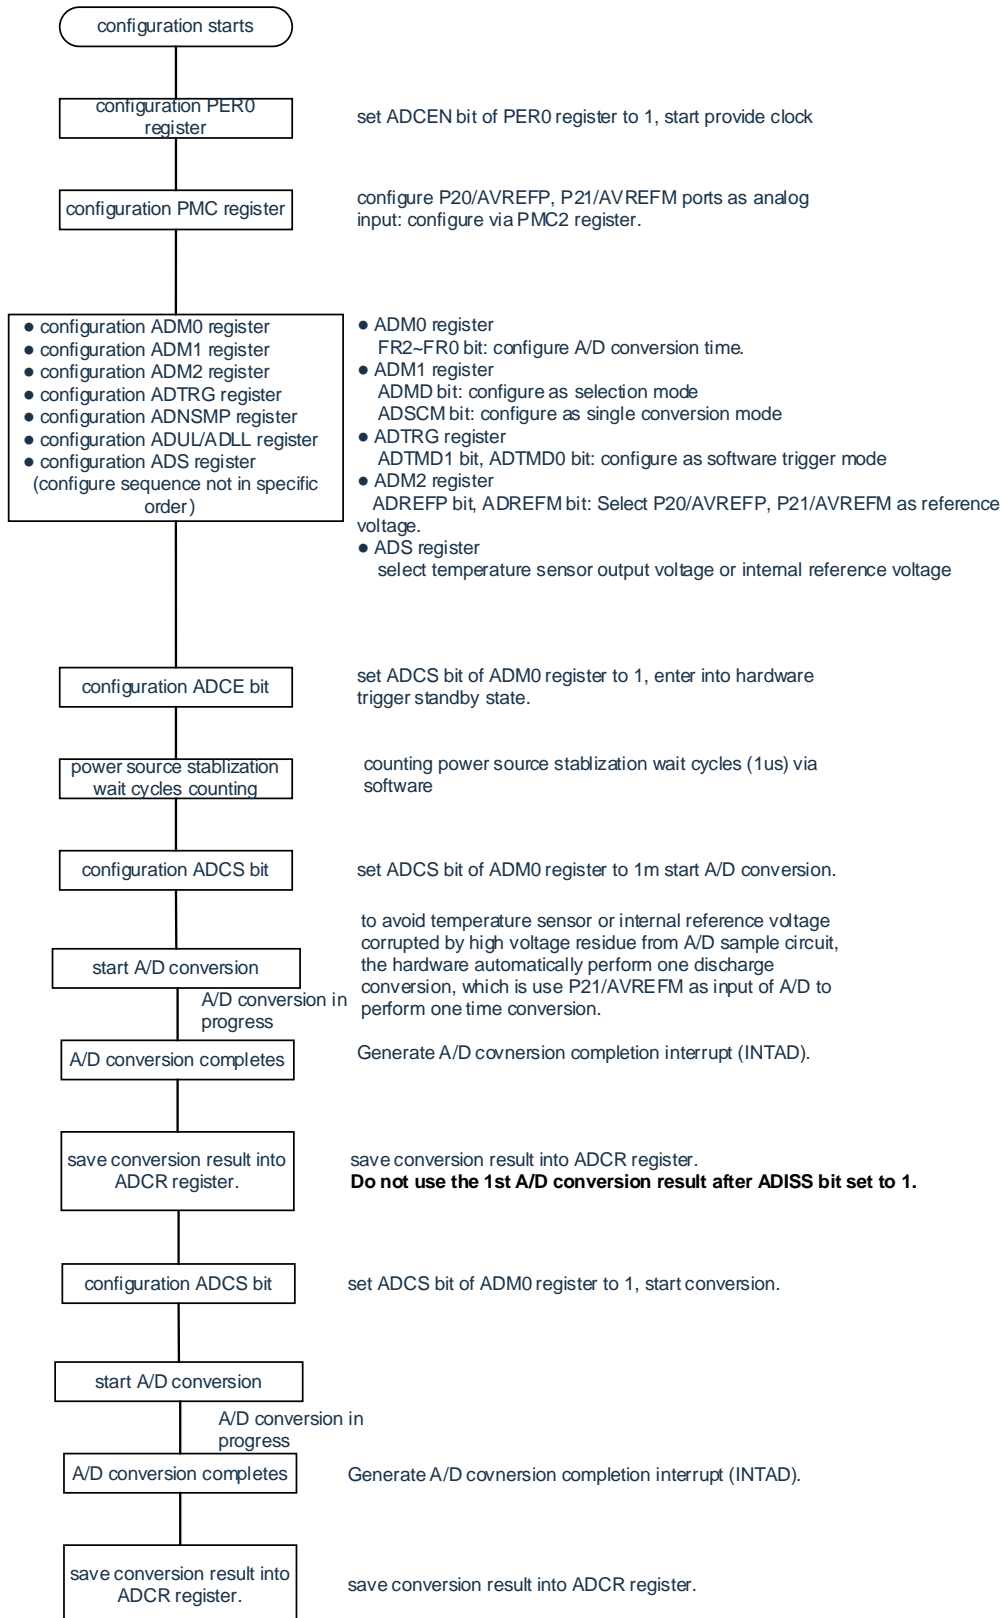 configuration starts
configuration PER0
register
set ADCEN bit of PER0 register to 1, start provide clock
configuration PMC register
configure P20/AVREFP, P21/AVREFM ports as analog
input: configure via PMC2 register.
● configuration ADM0 register
● configuration ADM1 register
● configuration ADM2 register
● configuration ADTRG register
● configuration ADNSMP register
● configuration ADUL/ADLL register
● configuration ADS register
(configure sequence not in specific
order)
● ADM0 register
FR2~FR0 bit: configure A/D conversion time.
● ADM1 register
ADMD bit: configure as selection mode
ADSCM bit: configure as single conversion mode
● ADTRG register
ADTMD1 bit, ADTMD0 bit: configure as software trigger mode
● ADM2 register
ADREFP bit, ADREFM bit: Select P20/AVREFP, P21/AVREFM as reference
voltage.
● ADS register
select temperature sensor output voltage or internal reference voltage
configuration ADCE bit
set ADCS bit of ADM0 register to 1, enter into hardware
trigger standby state.
power source stablization
wait cycles counting
counting power source stablization wait cycles (1us) via
software
configuration ADCS bit
set ADCS bit of ADM0 register to 1m start A/D conversion.
start A/D conversion
to avoid temperature sensor or internal reference voltage
corrupted by high voltage residue from A/D sample circuit,
the hardware automatically perform one discharge
conversion, which is use P21/AVREFM as input of A/D to
perform one time conversion.
A/D conversion in
progress
A/D conversion completes
Generate A/D covnersion completion interrupt (INTAD).
save conversion result into
ADCR register.
save conversion result into ADCR register.
Do not use the 1st A/D conversion result after ADISS bit set to 1.
configuration ADCS bit
set ADCS bit of ADM0 register to 1, start conversion.
start A/D conversion
A/D conversion in
progress
A/D conversion completes
Generate A/D covnersion completion interrupt (INTAD).
save conversion result into
ADCR register.
save conversion result into ADCR register.